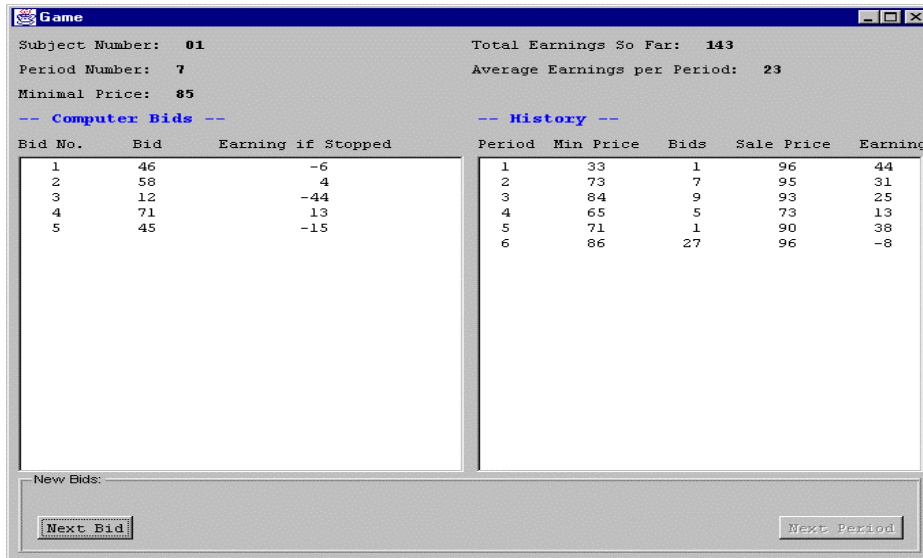 Game
Subject Number: 01
Total Earnings So Far: 143
Period Number: 7
Average Earnings per Period: 23
Minimal Price: 85
-- Computer Bids --
Bid No. Bid Earning if Stopped
1 46 -6
2 58 4
3 12 -44
4 71 13
5 45 -15
-- History --
Period Min Price Bids Sale Price Earning
1 33 1 96 44
2 73 7 95 31
3 84 9 93 25
4 65 5 73 13
5 71 1 90 38
6 86 27 96 -8
New Bids:
Next Bid
Next Period